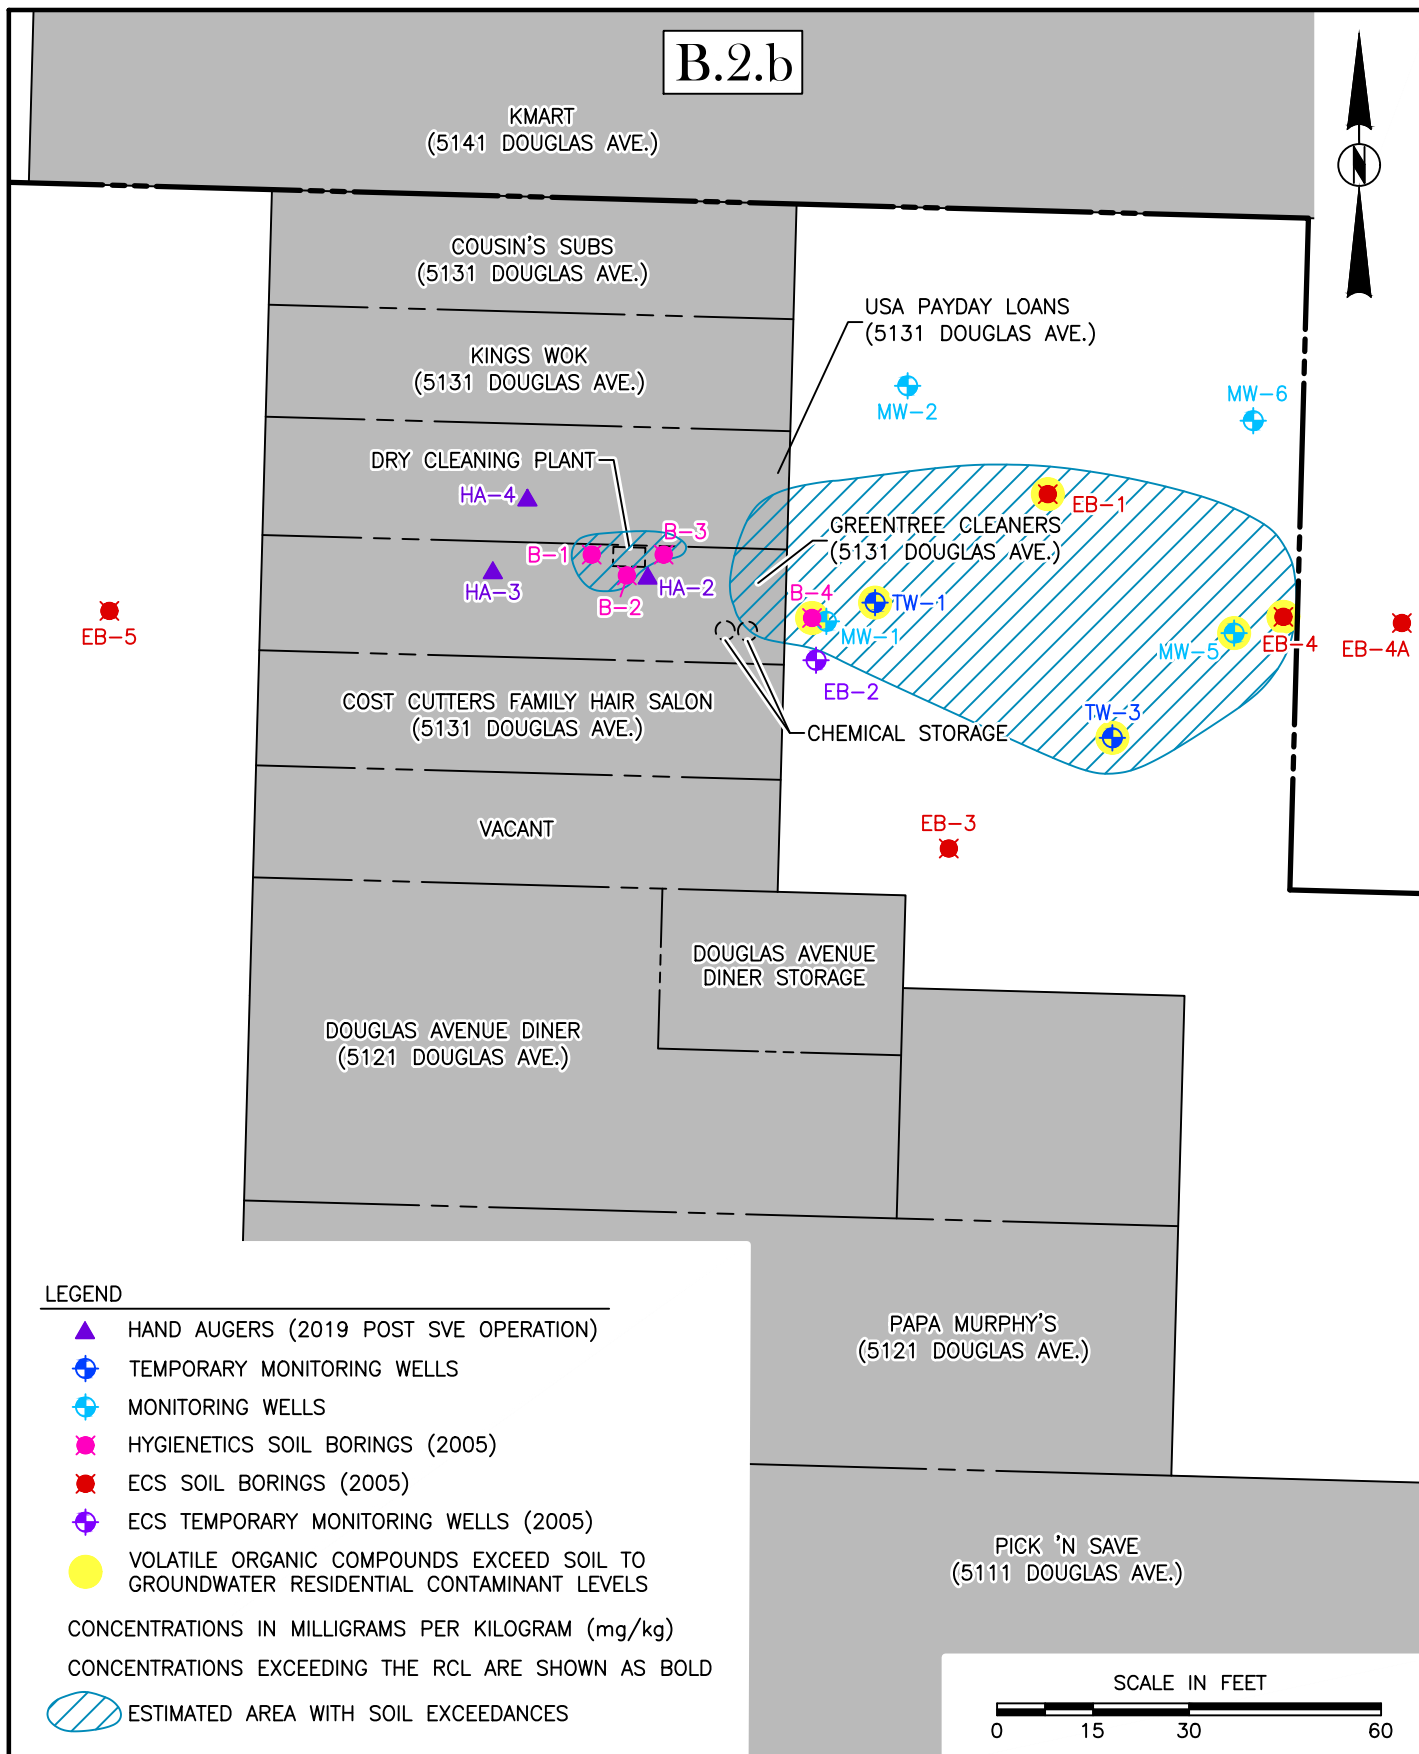 B.2.b
KMART
(5141 DOUGLAS AVE.)
N
COUSIN'S SUBS
(5131 DOUGLAS AVE.)
USA PAYDAY LOANS
(5131 DOUGLAS AVE.)
KINGS WOK
(5131 DOUGLAS AVE.)
MW-2
MW-6
DRY CLEANING PLANT
HA-4
EB-1
GREENTREE CLEANERS
(5131 DOUGLAS AVE.)
B-3
B-1
HA-3
HA-2
B-2
B-4
TW-1
MW-1
EB-5
MW-5
EB-4
EB-4A
EB-2
COST CUTTERS FAMILY HAIR SALON
(5131 DOUGLAS AVE.)
TW-3
CHEMICAL STORAGE
VACANT
EB-3
DOUGLAS AVENUE
DINER STORAGE
DOUGLAS AVENUE DINER
(5121 DOUGLAS AVE.)
PAPA MURPHY'S
(5121 DOUGLAS AVE.)
PICK 'N SAVE
(5111 DOUGLAS AVE.)
LEGEND
HAND AUGERS (2019 POST SVE OPERATION)
TEMPORARY MONITORING WELLS
MONITORING WELLS
HYGIENETICS SOIL BORINGS (2005)
ECS SOIL BORINGS (2005)
ECS TEMPORARY MONITORING WELLS (2005)
VOLATILE ORGANIC COMPOUNDS EXCEED SOIL TO
GROUNDWATER RESIDENTIAL CONTAMINANT LEVELS
CONCENTRATIONS IN MILLIGRAMS PER KILOGRAM (mg/kg)
CONCENTRATIONS EXCEEDING THE RCL ARE SHOWN AS BOLD
ESTIMATED AREA WITH SOIL EXCEEDANCES
SCALE IN FEET
0 15 30 60